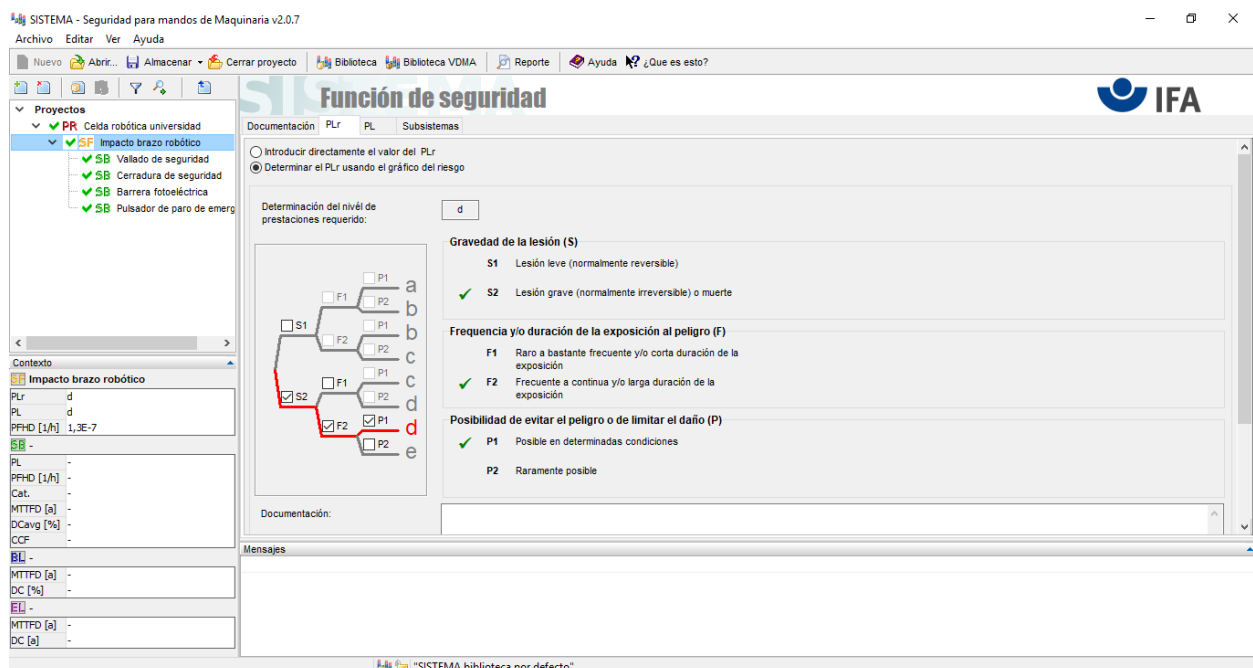 SISTEMA - Seguridad para mandos de Maquinaria v2.0.7
Archivo Editar Ver Ayuda
Nuevo Abrir... Almacenar Cerrar proyecto Biblioteca Biblioteca VDMA Reporte Ayuda ¿Que es esto?
SISTEMA
Función de seguridad
IFA
Proyectos
PR Celda robótica universidad
SF Impacto brazo robótico
SB Vallado de seguridad
SB Cerradura de seguridad
SB Barrera fotoeléctrica
SB Pulsador de paro de emerg
Documentación PLr PL Subsistemas
Introducir directamente el valor del PLr
Determinar el PLr usando el gráfico del riesgo
Determinación del nivél de
prestaciones requerido:
d
S1
F1
P1 a
P2 b
F2
P1 b
P2 c
S2
F1
P1 c
P2 d
F2
P1 d
P2 e
Gravedad de la lesión (S)
S1 Lesión leve (normalmente reversible)
S2 Lesión grave (normalmente irreversible) o muerte
Frequencia y/o duración de la exposición al peligro (F)
F1 Raro a bastante frecuente y/o corta duración de la
exposición
F2 Frecuente a continua y/o larga duración de la
exposición
Posibilidad de evitar el peligro o de limitar el daño (P)
P1 Posible en determinadas condiciones
P2 Raramente posible
Documentación:
Contexto
SF Impacto brazo robótico
PLr d
PL d
PFHD [1/h] 1,3E-7
SB -
PL -
PFHD [1/h] -
Cat. -
MTTFD [a] -
DCavg [%] -
CCF -
BL -
MTTFD [a] -
DC [%] -
EL -
MTTFD [a] -
DC [a] -
Mensajes
"SISTEMA biblioteca por defecto"